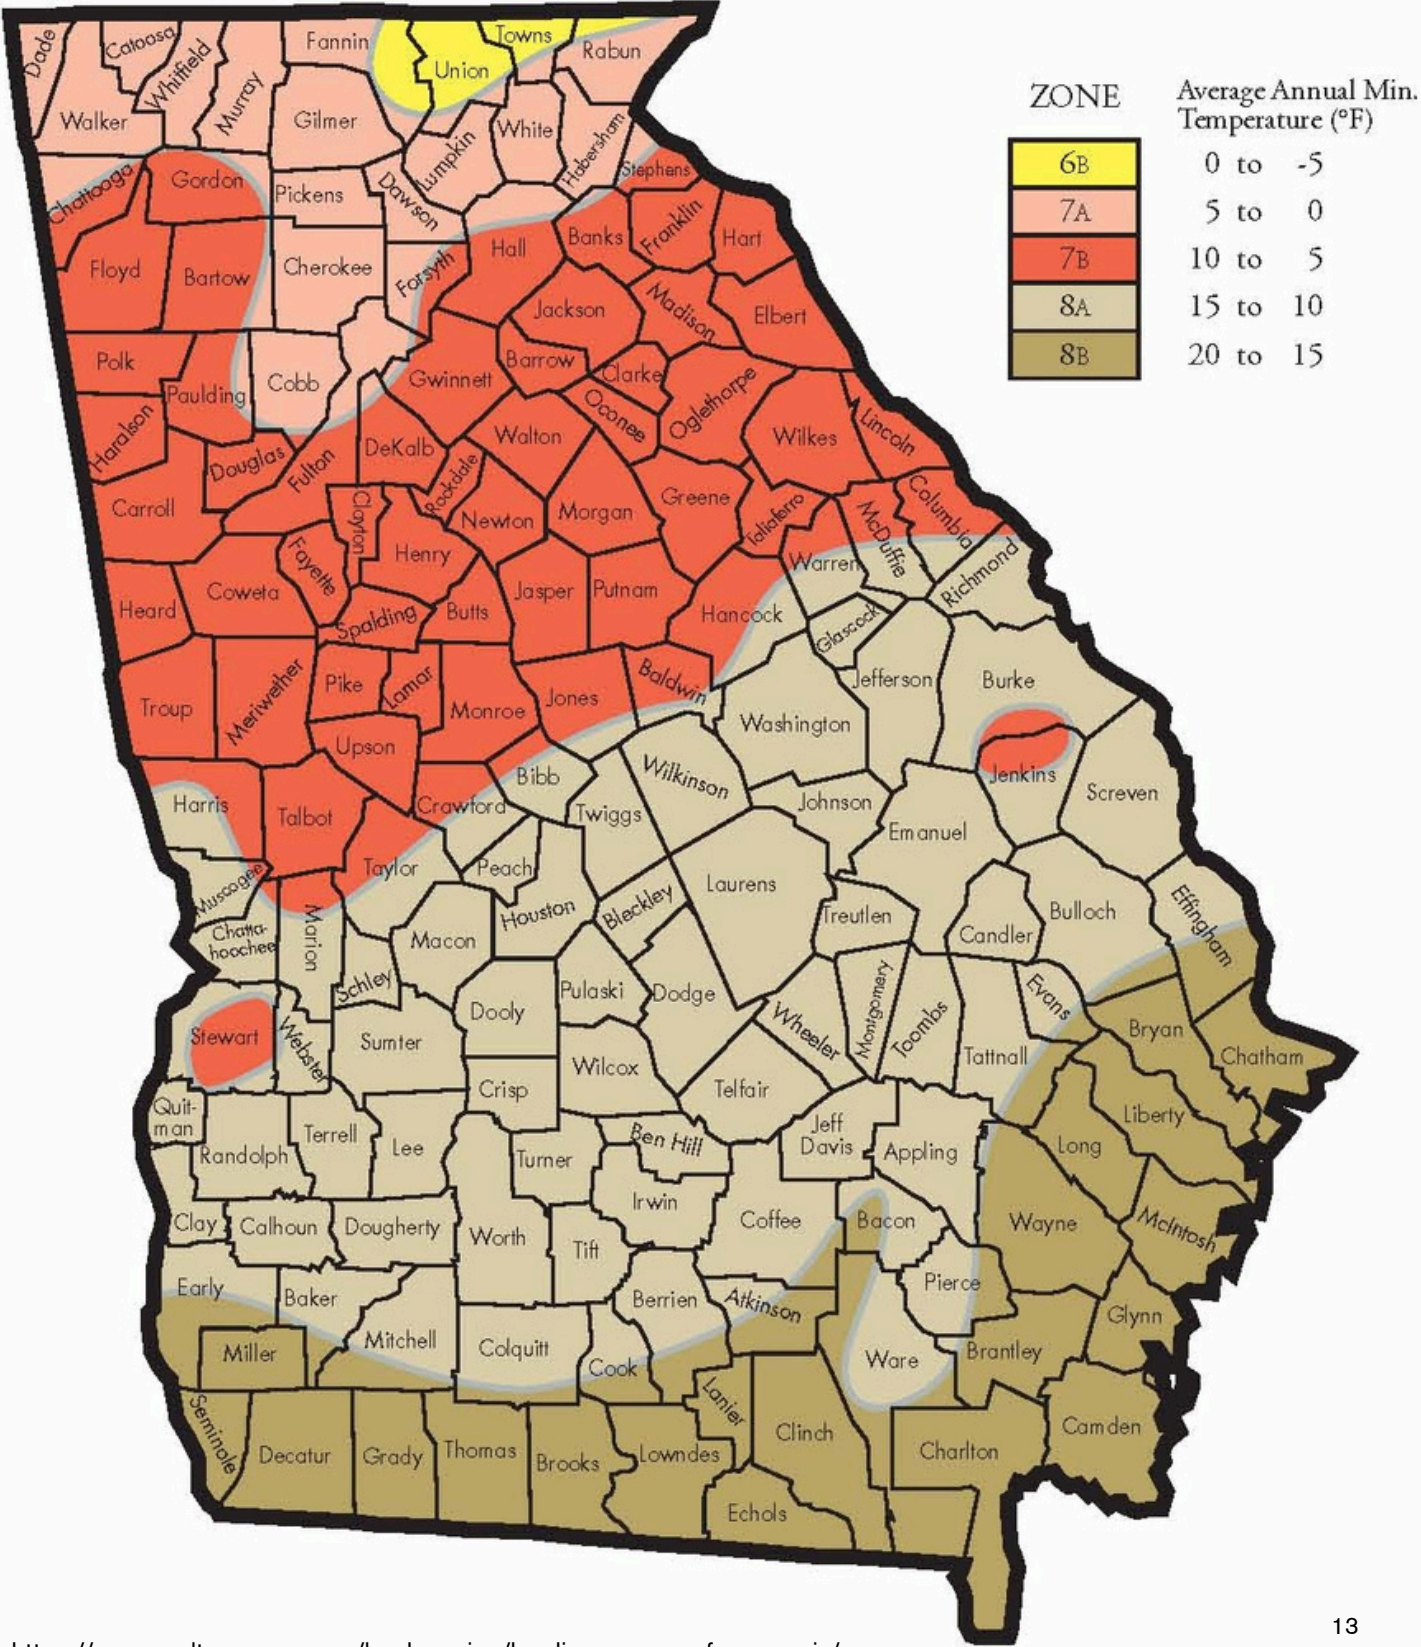 ZONE
Average Annual Min.
Temperature (°F)
6B 0 to -5
7A 5 to 0
7B 10 to 5
8A 15 to 10
8B 20 to 15
Dade
Catoosa
Whitfield
Murray
Fannin
Union
Towns
Rabun
Walker
Gilmer
Lumpkin
White
Habersham
Stephens
Chattooga
Gordon
Pickens
Dawson
Floyd
Bartow
Cherokee
Forsyth
Hall
Banks
Franklin
Hart
Jackson
Madison
Elbert
Polk
Paulding
Cobb
Gwinnett
Barrow
Clarke
Oconee
Oglethorpe
Haralson
Douglas
Fulton
DeKalb
Rockdale
Walton
Wilkes
Lincoln
Carroll
Clayton
Newton
Morgan
Greene
Taliaferro
McDuffie
Columbia
Fayette
Henry
Warren
Richmond
Heard
Coweta
Spalding
Butts
Jasper
Putnam
Hancock
Glascock
Troup
Meriwether
Pike
Lamar
Monroe
Jones
Baldwin
Jefferson
Burke
Upson
Washington
Harris
Talbot
Crawford
Bibb
Wilkinson
Jenkins
Twiggs
Johnson
Screven
Emanuel
Muscogee
Taylor
Peach
Laurens
Chatta-
hoochee
Marion
Macon
Houston
Bleckley
Treutlen
Candler
Bulloch
Effingham
Schley
Dooly
Pulaski
Dodge
Wheeler
Montgomery
Toombs
Evans
Stewart
Webster
Sumter
Wilcox
Tattnall
Bryan
Chatham
Quit-
man
Crisp
Telfair
Liberty
Randolph
Terrell
Lee
Turner
Ben Hill
Jeff
Davis
Appling
Long
Clay
Calhoun
Dougherty
Worth
Tift
Irwin
Coffee
Bacon
Wayne
McIntosh
Early
Baker
Mitchell
Berrien
Atkinson
Pierce
Glynn
Miller
Colquitt
Cook
Ware
Brantley
Seminole
Decatur
Grady
Thomas
Brooks
Lowndes
Lanier
Clinch
Charlton
Camden
Echols
13